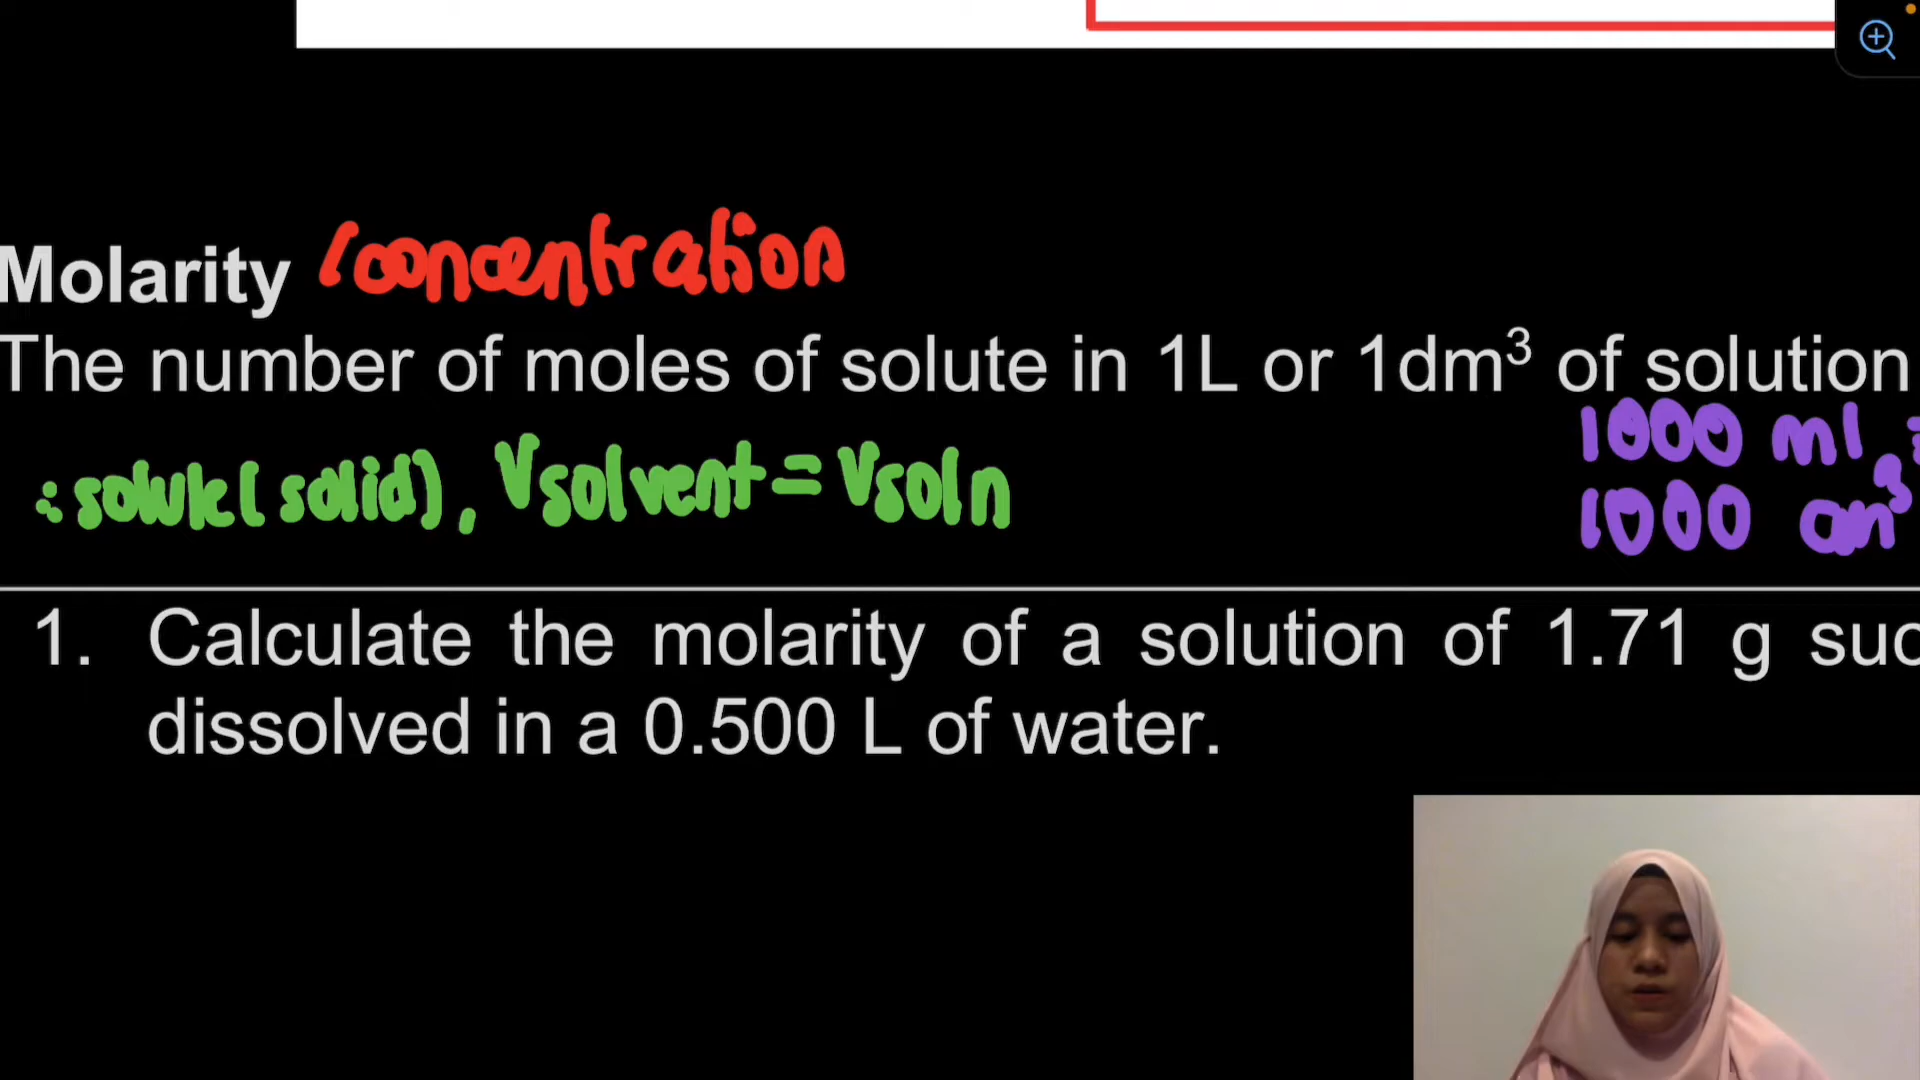 Molarity /concentration
The number of moles of solute in 1L or 1dm³ of solution
1000 ml
: solute (solid), Vsolvent = Vsoln
1000 cm³
1. Calculate the molarity of a solution of 1.71 g suc
dissolved in a 0.500 L of water.